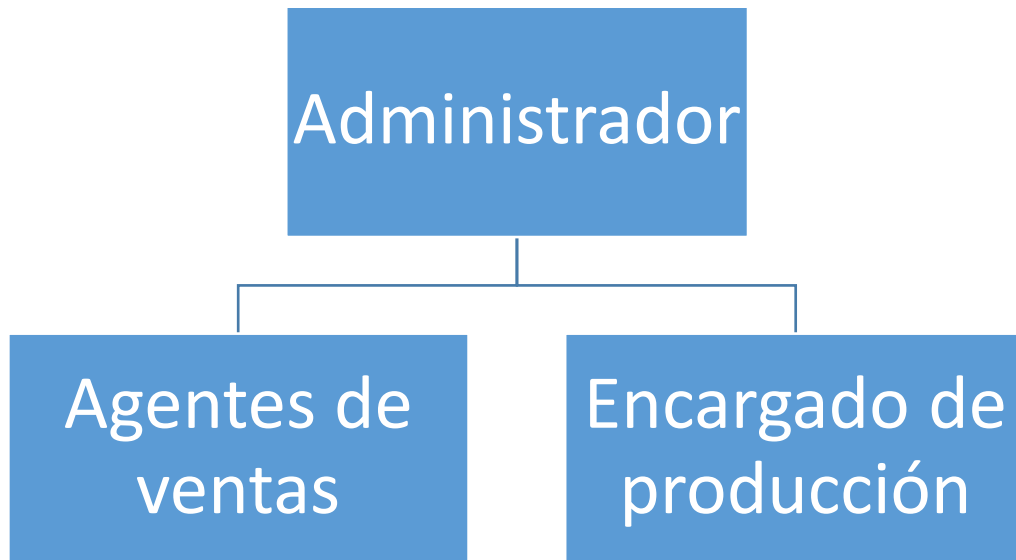 Administrador
Agentes de
ventas
Encargado de
producción